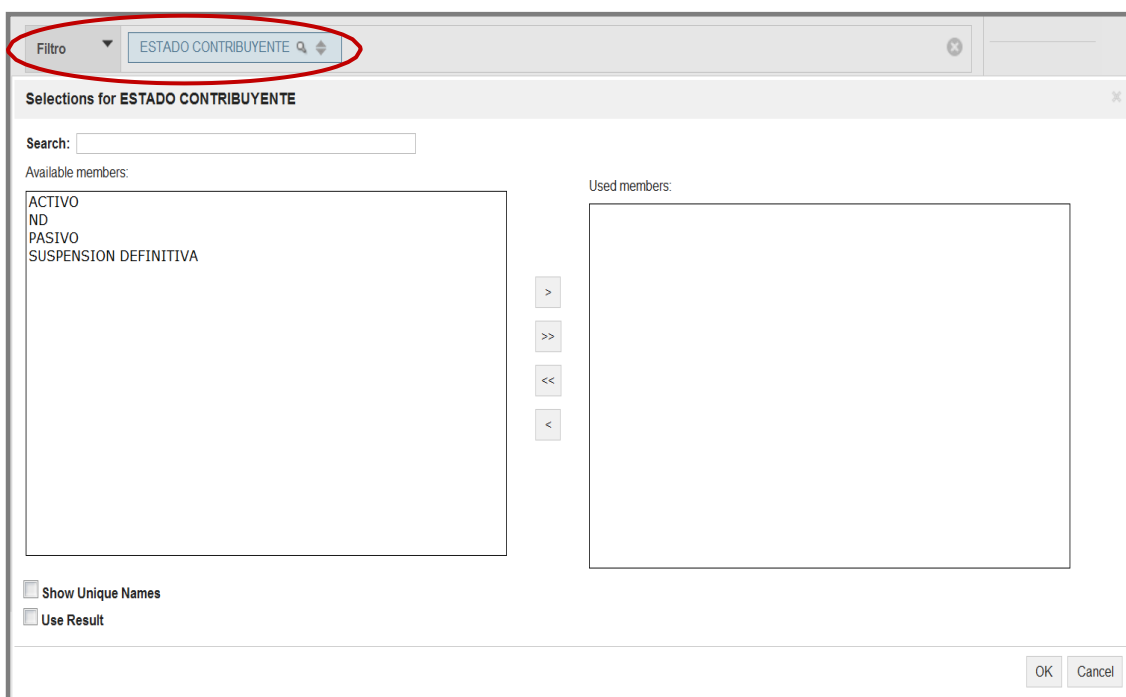 Filtro ESTADO CONTRIBUYENTE
Selections for ESTADO CONTRIBUYENTE
Search:
Available members:
Used members:
ACTIVO
ND
PASIVO
SUSPENSION DEFINITIVA
>
>>
<<
<
Show Unique Names
Use Result
OK Cancel